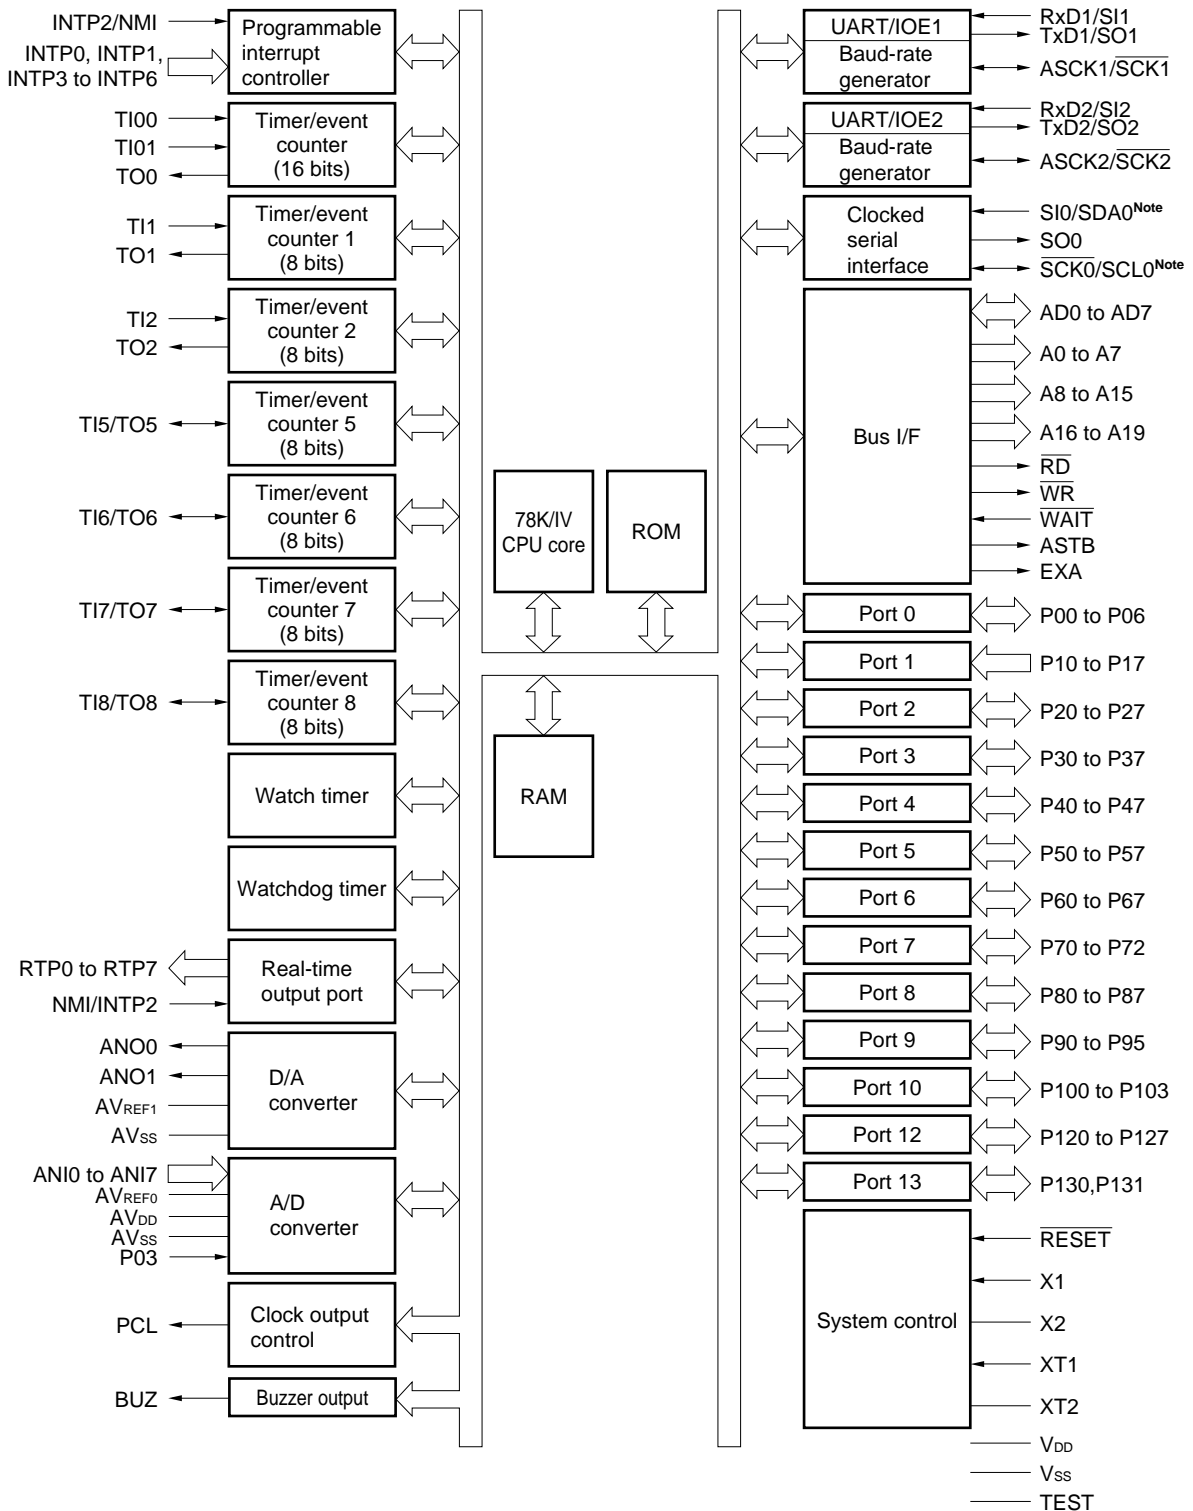 INTP2/NMI
INTP0, INTP1,
INTP3 to INTP6
Programmable
interrupt
controller
TI00
TI01
TO0
Timer/event
counter
(16 bits)
TI1
TO1
Timer/event
counter 1
(8 bits)
TI2
TO2
Timer/event
counter 2
(8 bits)
TI5/TO5
Timer/event
counter 5
(8 bits)
TI6/TO6
Timer/event
counter 6
(8 bits)
TI7/TO7
Timer/event
counter 7
(8 bits)
TI8/TO8
Timer/event
counter 8
(8 bits)
Watch timer
Watchdog timer
RTP0 to RTP7
NMI/INTP2
Real-time
output port
ANO0
ANO1
AVREF1
AVSS
D/A
converter
ANI0 to ANI7
AVREF0
AVDD
AVSS
P03
A/D
converter
PCL
Clock output
control
BUZ
Buzzer output
78K/IV
CPU core
ROM
RAM
UART/IOE1
Baud-rate
generator
RxD1/SI1
TxD1/SO1
ASCK1/SCK1
UART/IOE2
Baud-rate
generator
RxD2/SI2
TxD2/SO2
ASCK2/SCK2
Clocked
serial
interface
SI0/SDA0Note
SO0
SCK0/SCL0Note
Bus I/F
AD0 to AD7
A0 to A7
A8 to A15
A16 to A19
RD
WR
WAIT
ASTB
EXA
Port 0
P00 to P06
Port 1
P10 to P17
Port 2
P20 to P27
Port 3
P30 to P37
Port 4
P40 to P47
Port 5
P50 to P57
Port 6
P60 to P67
Port 7
P70 to P72
Port 8
P80 to P87
Port 9
P90 to P95
Port 10
P100 to P103
Port 12
P120 to P127
Port 13
P130,P131
System control
RESET
X1
X2
XT1
XT2
VDD
VSS
TEST